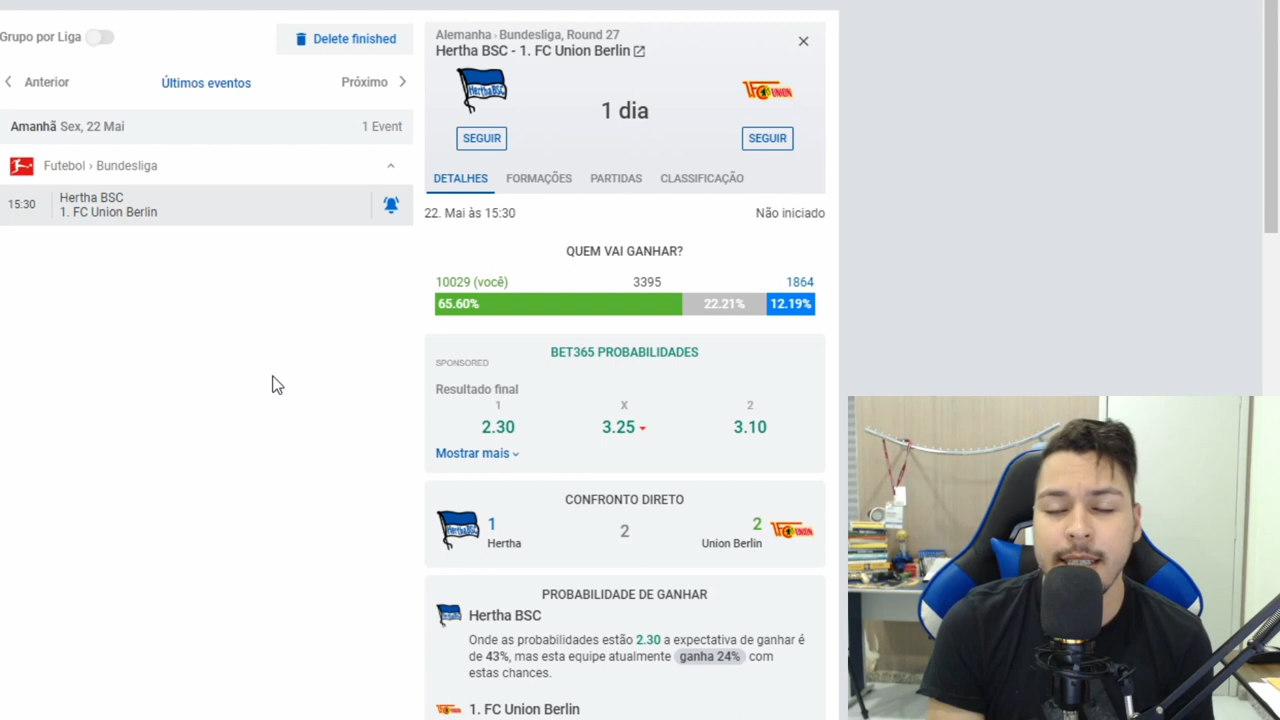 Grupo por Liga
Delete finished
Anterior
Últimos eventos
Próximo
Amanhã Sex, 22 Mai
1 Event
Futebol › Bundesliga
15:30
Hertha BSC
1. FC Union Berlin
Alemanha › Bundesliga, Round 27
Hertha BSC - 1. FC Union Berlin
HerthaBSC
1 dia
FC UNION
SEGUIR
SEGUIR
DETALHES
FORMAÇÕES
PARTIDAS
CLASSIFICAÇÃO
22. Mai às 15:30
Não iniciado
QUEM VAI GANHAR?
10029 (você)
3395
1864
65.60%
22.21%
12.19%
BET365 PROBABILIDADES
SPONSORED
Resultado final
1
X
2
2.30
3.25
3.10
Mostrar mais
CONFRONTO DIRETO
HerthaBSC
1
Hertha
2
2
Union Berlin
FC UNION
PROBABILIDADE DE GANHAR
Hertha BSC
Onde as probabilidades estão 2.30 a expectativa de ganhar é
de 43%, mas esta equipe atualmente ganha 24% com
estas chances.
1. FC Union Berlin